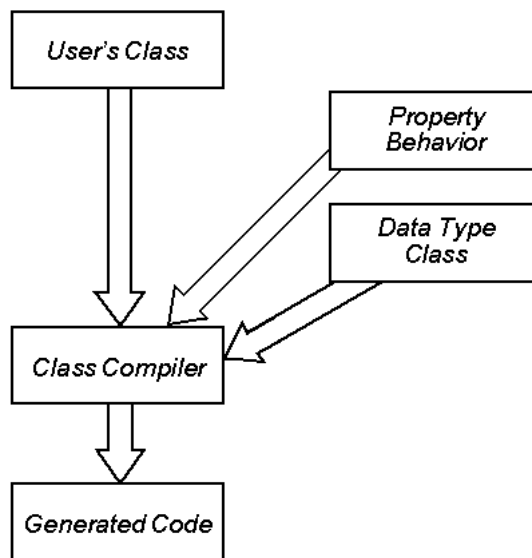 User's Class
Property
Behavior
Data Type
Class
Class Compiler
Generated Code